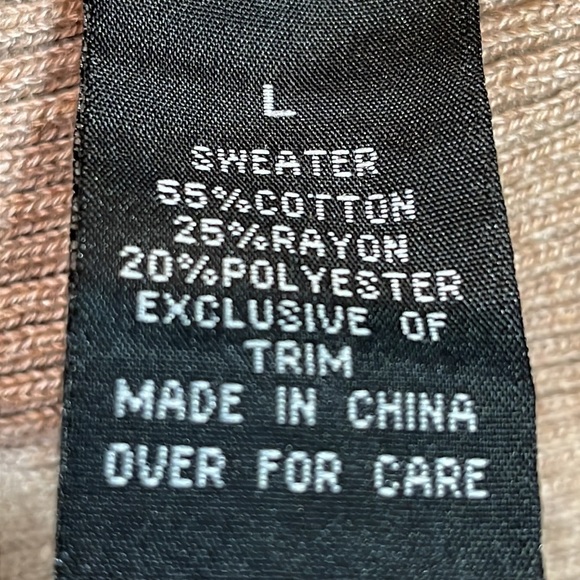 L
SWEATER
55%COTTON
25%RAYON
20%POLYESTER
EXCLUSIVE OF
TRIM
MADE IN CHINA
OVER FOR CARE